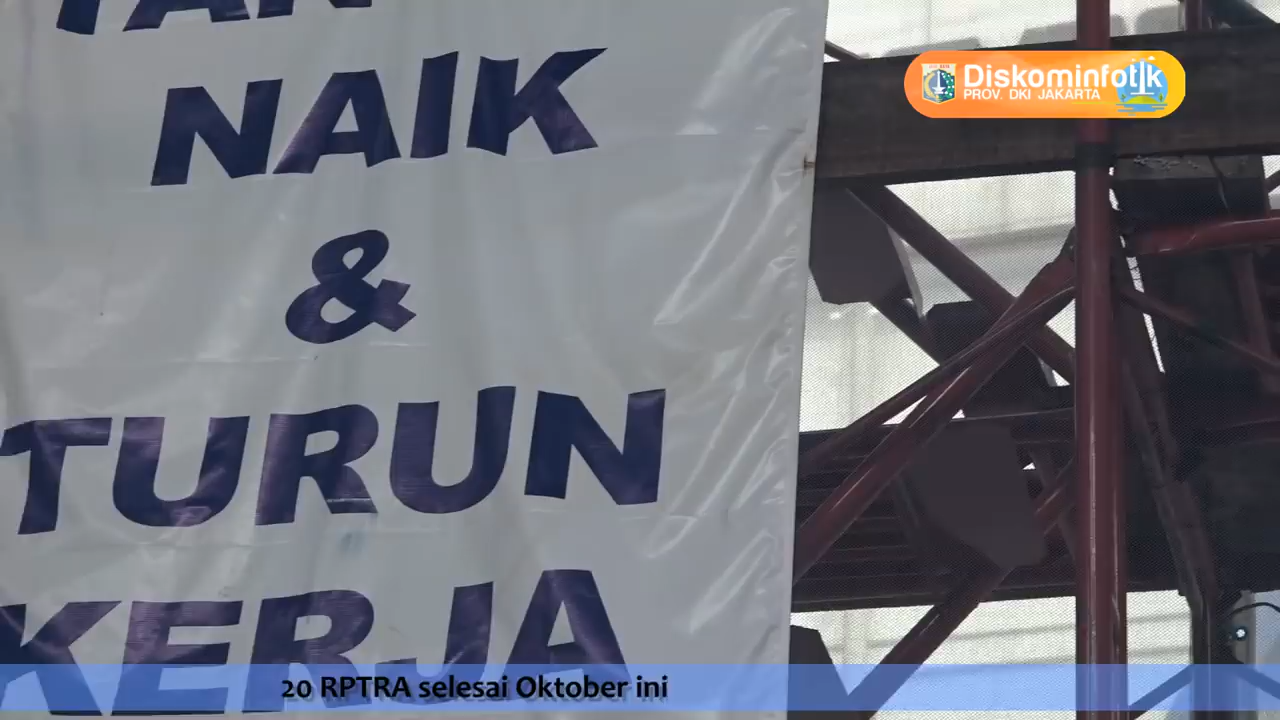 NAIK
&
TURUN
KERJA
Diskominfotik
PROV. DKI JAKARTA
20 RPTRA selesai Oktober ini